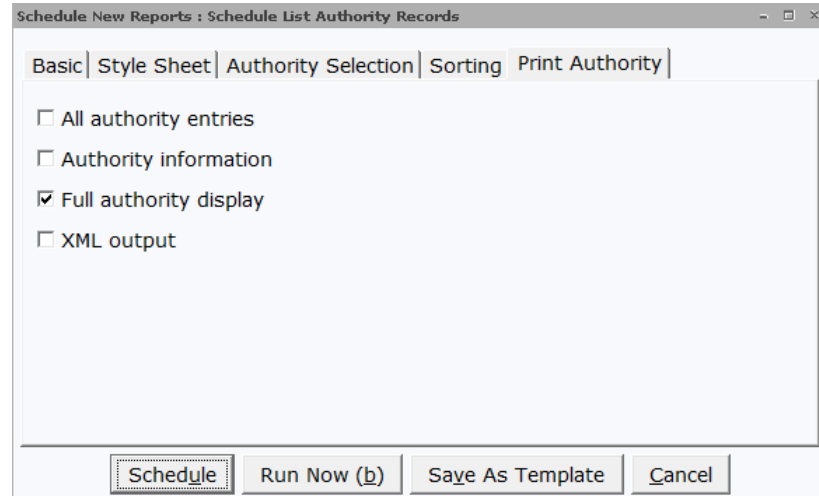 Schedule New Reports : Schedule List Authority Records
Basic Style Sheet Authority Selection Sorting Print Authority
All authority entries
Authority information
Full authority display
XML output
Schedule Run Now (b) Save As Template Cancel